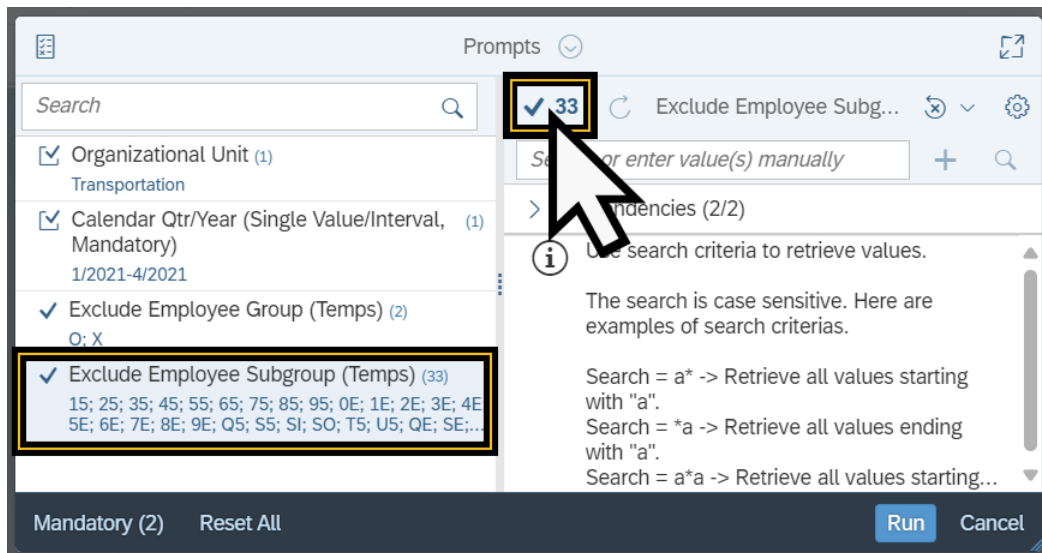 Prompts
Search
Organizational Unit (1)
Transportation
Calendar Qtr/Year (Single Value/Interval, (1)
Mandatory)
1/2021-4/2021
Exclude Employee Group (Temps) (2)
O; X
Exclude Employee Subgroup (Temps) (33)
15; 25; 35; 45; 55; 65; 75; 85; 95; 0E; 1E; 2E; 3E; 4E
5E; 6E; 7E; 8E; 9E; Q5; S5; SI; SO; T5; U5; QE; SE;...
33
Exclude Employee Subg...
or enter value(s) manually
(2/2)
search criteria to retrieve values.
The search is case sensitive. Here are
examples of search criterias.
Search = a* -> Retrieve all values starting
with "a".
Search = *a -> Retrieve all values ending
with "a".
Search = a*a -> Retrieve all values starting...
Mandatory (2)
Reset All
Run
Cancel